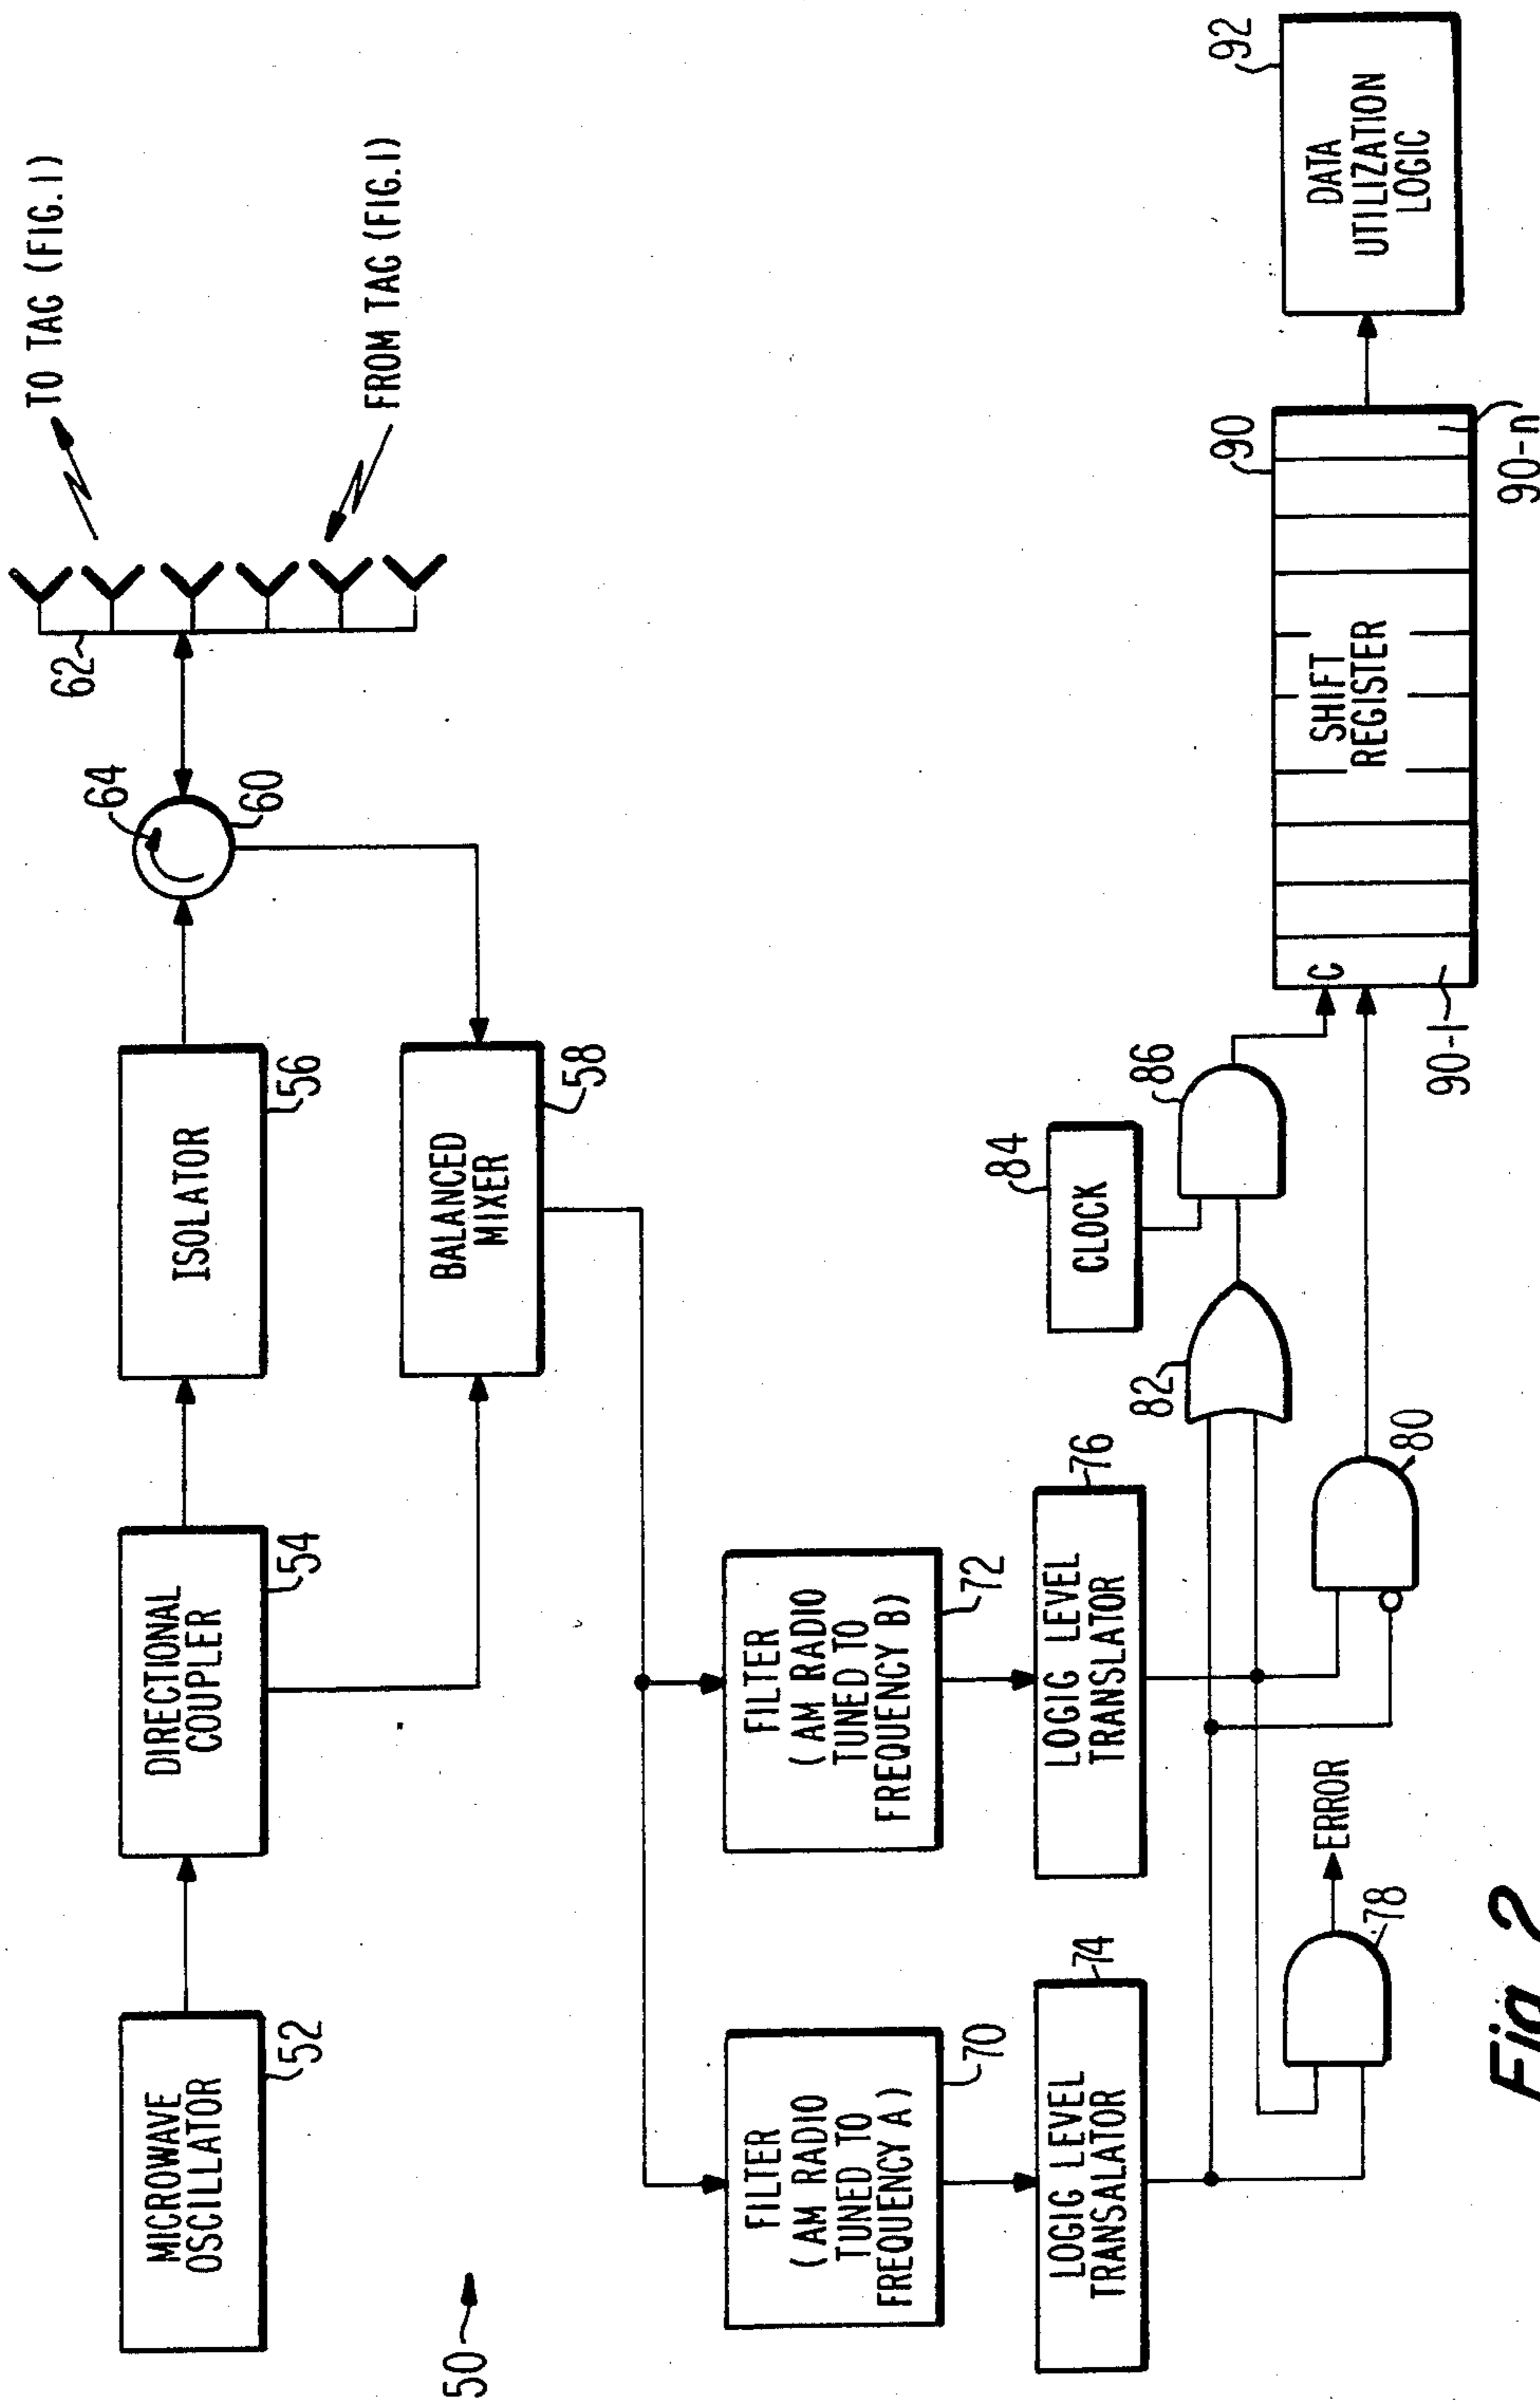 TO TAG (FIG.1)
FROM TAG (FIG.1)
62
64
60
MICROWAVE
OSCILLATOR
52
DIRECTIONAL
COUPLER
54
ISOLATOR
56
BALANCED
MIXER
58
50
FILTER
( AM RADIO
TUNED TO
FREQUENCY A)
70
FILTER
( AM RADIO
TUNED TO
FREQUENCY B)
72
LOGIC LEVEL
TRANSALATOR
74
LOGIC LEVEL
TRANSLATOR
76
78
ERROR
80
82
CLOCK
84
86
C
SHIFT
REGISTER
90
90-1
90-n
DATA
UTILIZATION
LOGIC
92
Fig. 2